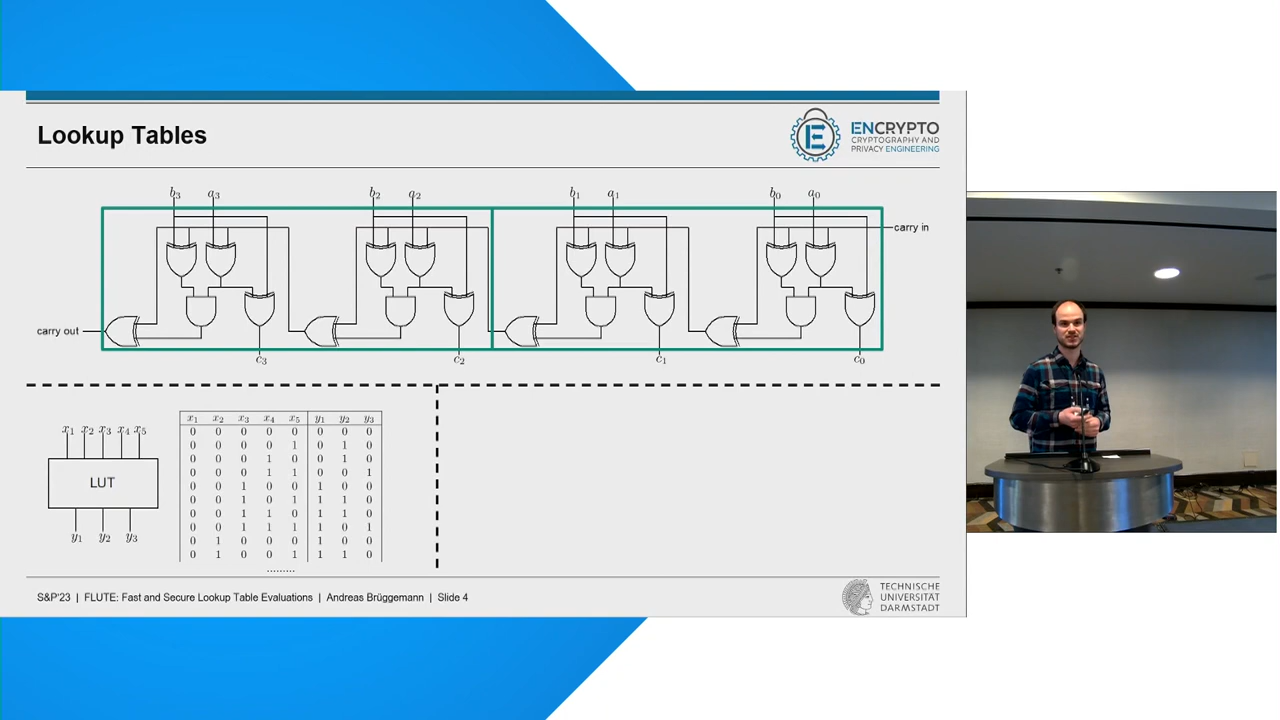 Lookup Tables
ENCRYPTO
CRYPTOGRAPHY AND
PRIVACY ENGINEERING
b3 a3 b2 a2 b1 a1 b0 a0
carry in
carry out
c3 c2 c1 c0
x1 x2 x3 x4 x5
LUT
y1 y2 y3
x1 x2 x3 x4 x5 y1 y2 y3
0 0 0 0 0 0 0 0
0 0 0 0 1 0 1 0
0 0 0 1 0 0 1 0
0 0 0 1 1 0 0 1
0 0 1 0 0 1 0 0
0 0 1 0 1 1 1 0
0 0 1 1 0 1 1 0
0 0 1 1 1 1 0 1
0 1 0 0 0 1 0 0
0 1 0 0 1 1 1 0
.........
S&P'23 | FLUTE: Fast and Secure Lookup Table Evaluations | Andreas Brüggemann | Slide 4
TECHNISCHE
UNIVERSITÄT
DARMSTADT